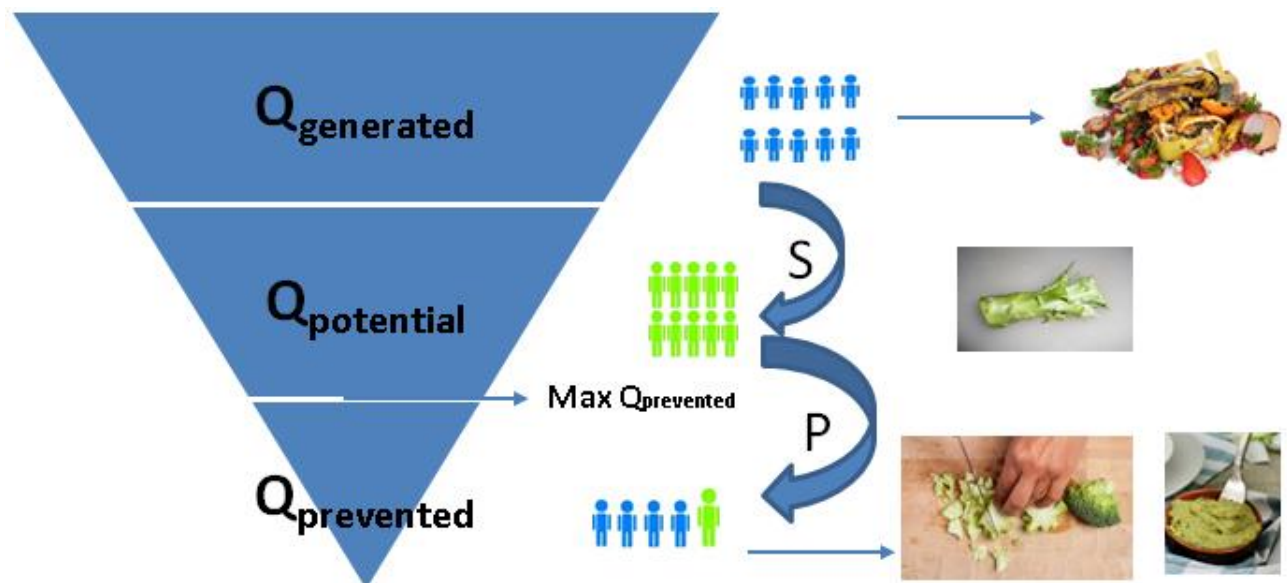 Qgenerated
S
Qpotential
Max Qprevented
P
Qprevented